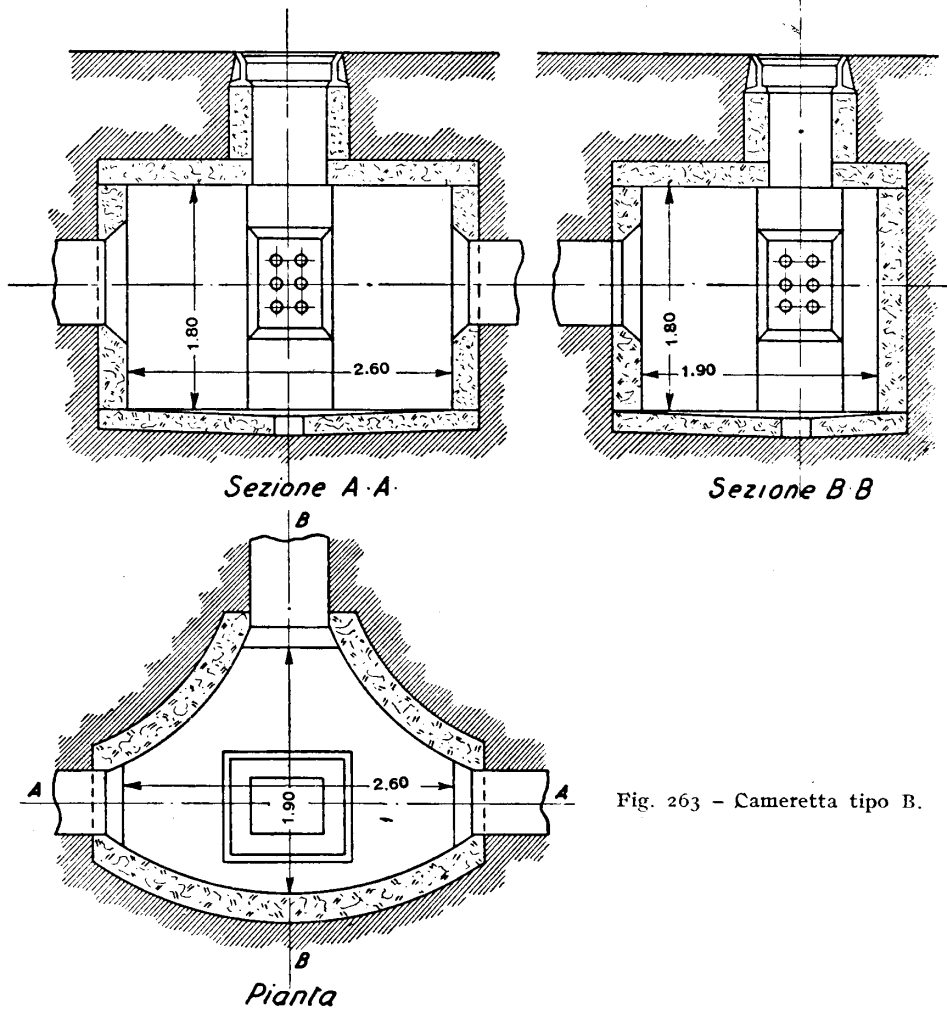 1.80
2.60
1.80
1.90
Sezione A·A·
Sezione B·B
B
A
2.60
1.90
A
B
Pianta
Fig. 263 – Cameretta tipo B.